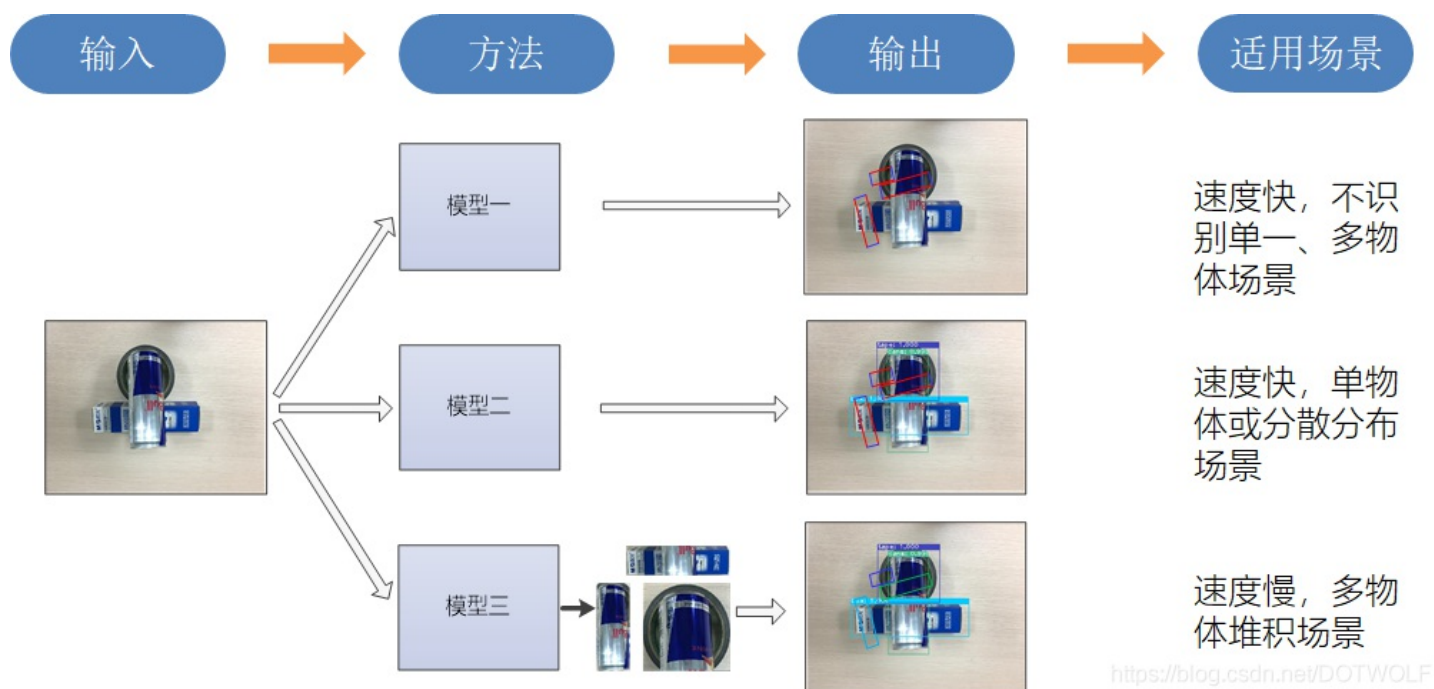 输入
方法
输出
适用场景
模型一
速度快，不识
别单一、多物
体场景
模型二
速度快，单物
体或分散分布
场景
模型三
速度慢，多物
体堆积场景
https://blog.csdn.net/DOTWOLF